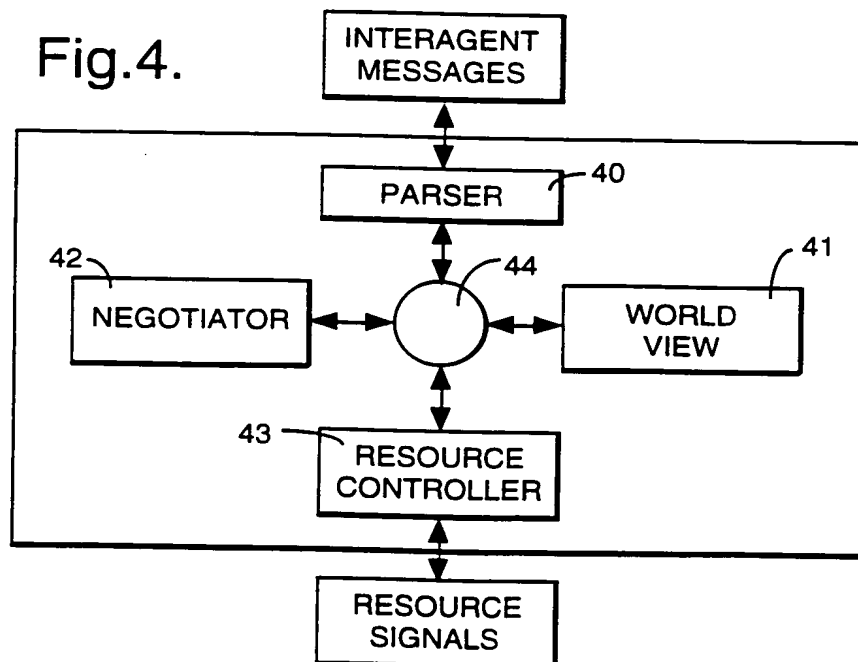 Fig.4.
INTERAGENT
MESSAGES
PARSER
40
42
NEGOTIATOR
44
41
WORLD
VIEW
43
RESOURCE
CONTROLLER
RESOURCE
SIGNALS